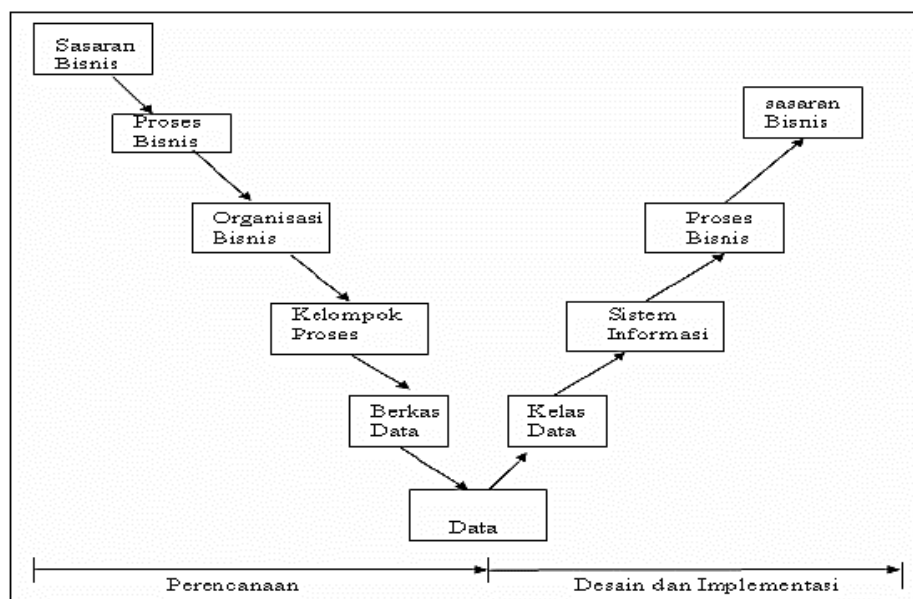 Sasaran
Bisnis
Proses
Bisnis
Organisasi
Bisnis
Kelompok
Proses
Berkas
Data
Data
Kelas
Data
Sistem
Informasi
Proses
Bisnis
sasaran
Bisnis
Perencanaan
Desain dan Implementasi